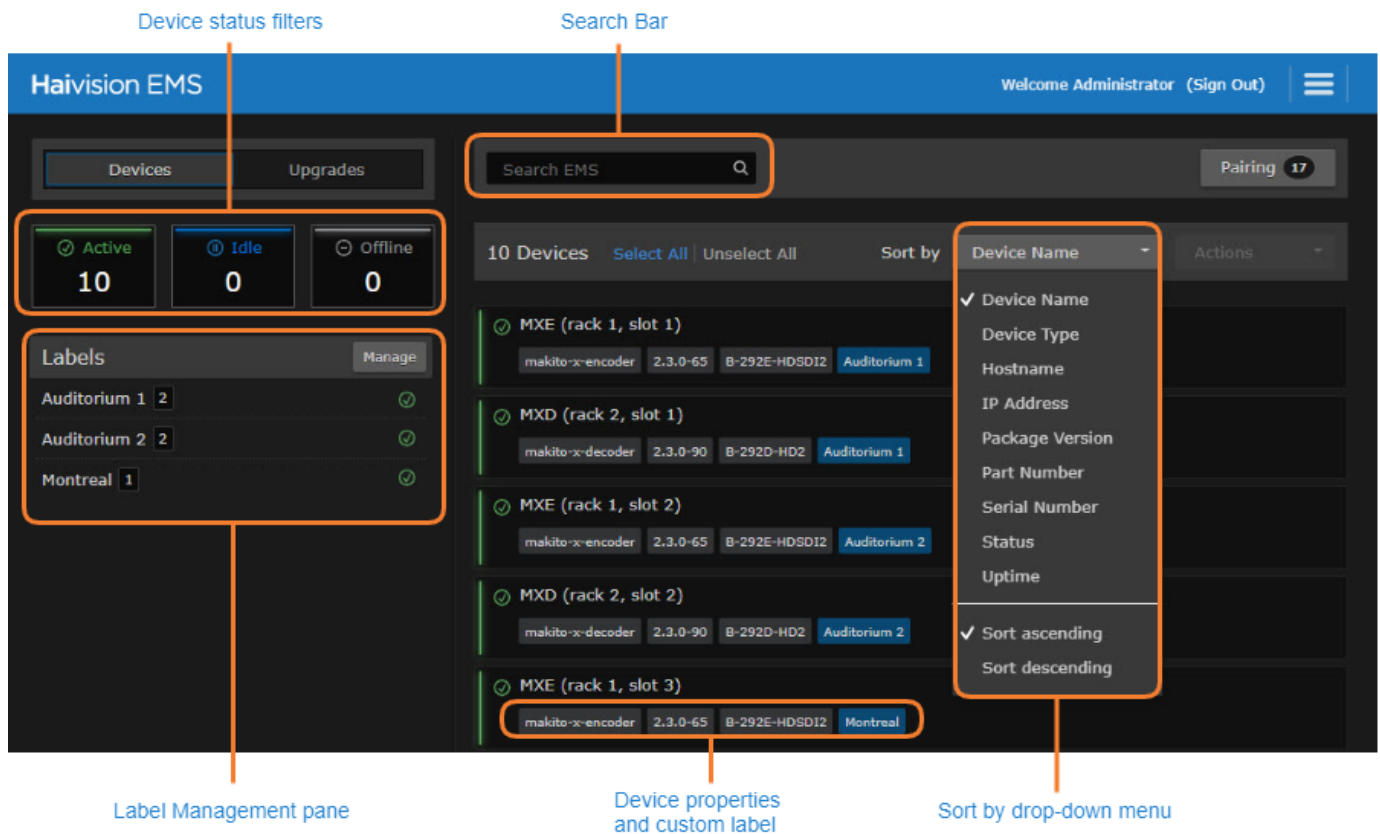 Device status filters
Search Bar
Haivision EMS
Welcome Administrator (Sign Out)
Devices
Upgrades
Search EMS
Pairing 17
Active
10
Idle
0
Offline
0
10 Devices Select All | Unselect All
Sort by
Device Name
Actions
Device Name
Device Type
Hostname
IP Address
Package Version
Part Number
Serial Number
Status
Uptime
Sort ascending
Sort descending
Labels
Manage
Auditorium 1 2
Auditorium 2 2
Montreal 1
MXE (rack 1, slot 1)
makito-x-encoder 2.3.0-65 B-292E-HDSDI2 Auditorium 1
MXD (rack 2, slot 1)
makito-x-decoder 2.3.0-90 B-292D-HD2 Auditorium 1
MXE (rack 1, slot 2)
makito-x-encoder 2.3.0-65 B-292E-HDSDI2 Auditorium 2
MXD (rack 2, slot 2)
makito-x-decoder 2.3.0-90 B-292D-HD2 Auditorium 2
MXE (rack 1, slot 3)
makito-x-encoder 2.3.0-65 B-292E-HDSDI2 Montreal
Label Management pane
Device properties
and custom label
Sort by drop-down menu